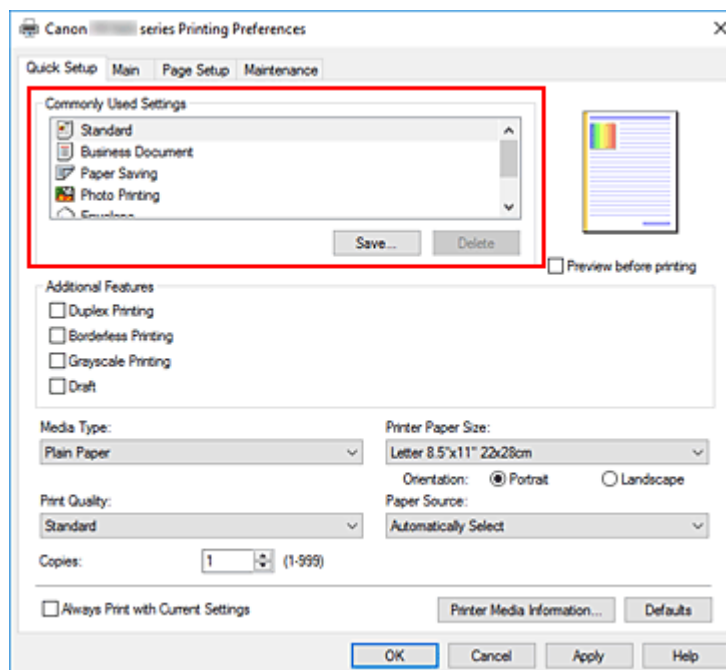 Canon series Printing Preferences
Quick Setup Main Page Setup Maintenance
Commonly Used Settings
Standard
Business Document
Paper Saving
Photo Printing
Envelope
Save... Delete
Preview before printing
Additional Features
Duplex Printing
Borderless Printing
Grayscale Printing
Draft
Media Type: Printer Paper Size:
Plain Paper Letter 8.5"x11" 22x28cm
Orientation: Portrait Landscape
Print Quality: Paper Source:
Standard Automatically Select
Copies: 1 (1-999)
Always Print with Current Settings Printer Media Information... Defaults
OK Cancel Apply Help